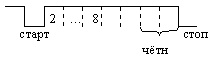 2 ... 8
старт стоп
чётн